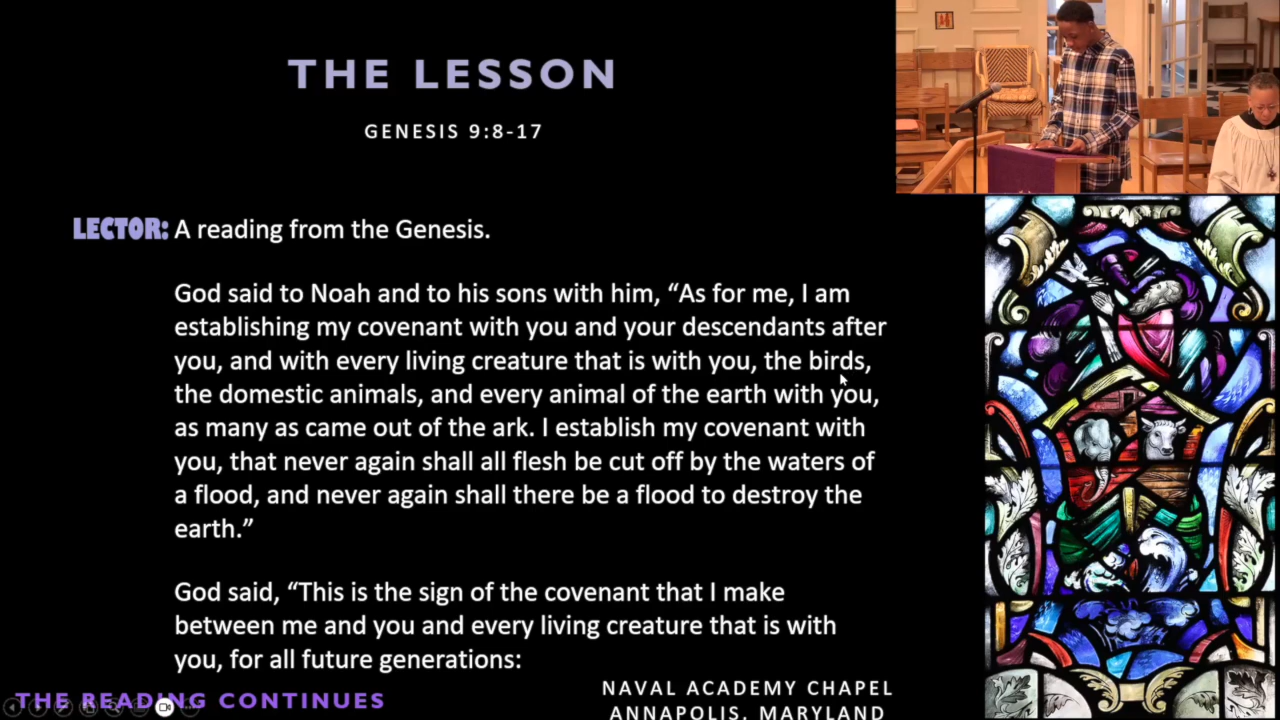 THE LESSON
GENESIS 9:8-17
LECTOR: A reading from the Genesis.
God said to Noah and to his sons with him, “As for me, I am
establishing my covenant with you and your descendants after
you, and with every living creature that is with you, the birds,
the domestic animals, and every animal of the earth with you,
as many as came out of the ark. I establish my covenant with
you, that never again shall all flesh be cut off by the waters of
a flood, and never again shall there be a flood to destroy the
earth.”
God said, “This is the sign of the covenant that I make
between me and you and every living creature that is with
you, for all future generations:
THE READING CONTINUES
NAVAL ACADEMY CHAPEL
ANNAPOLIS, MARYLAND